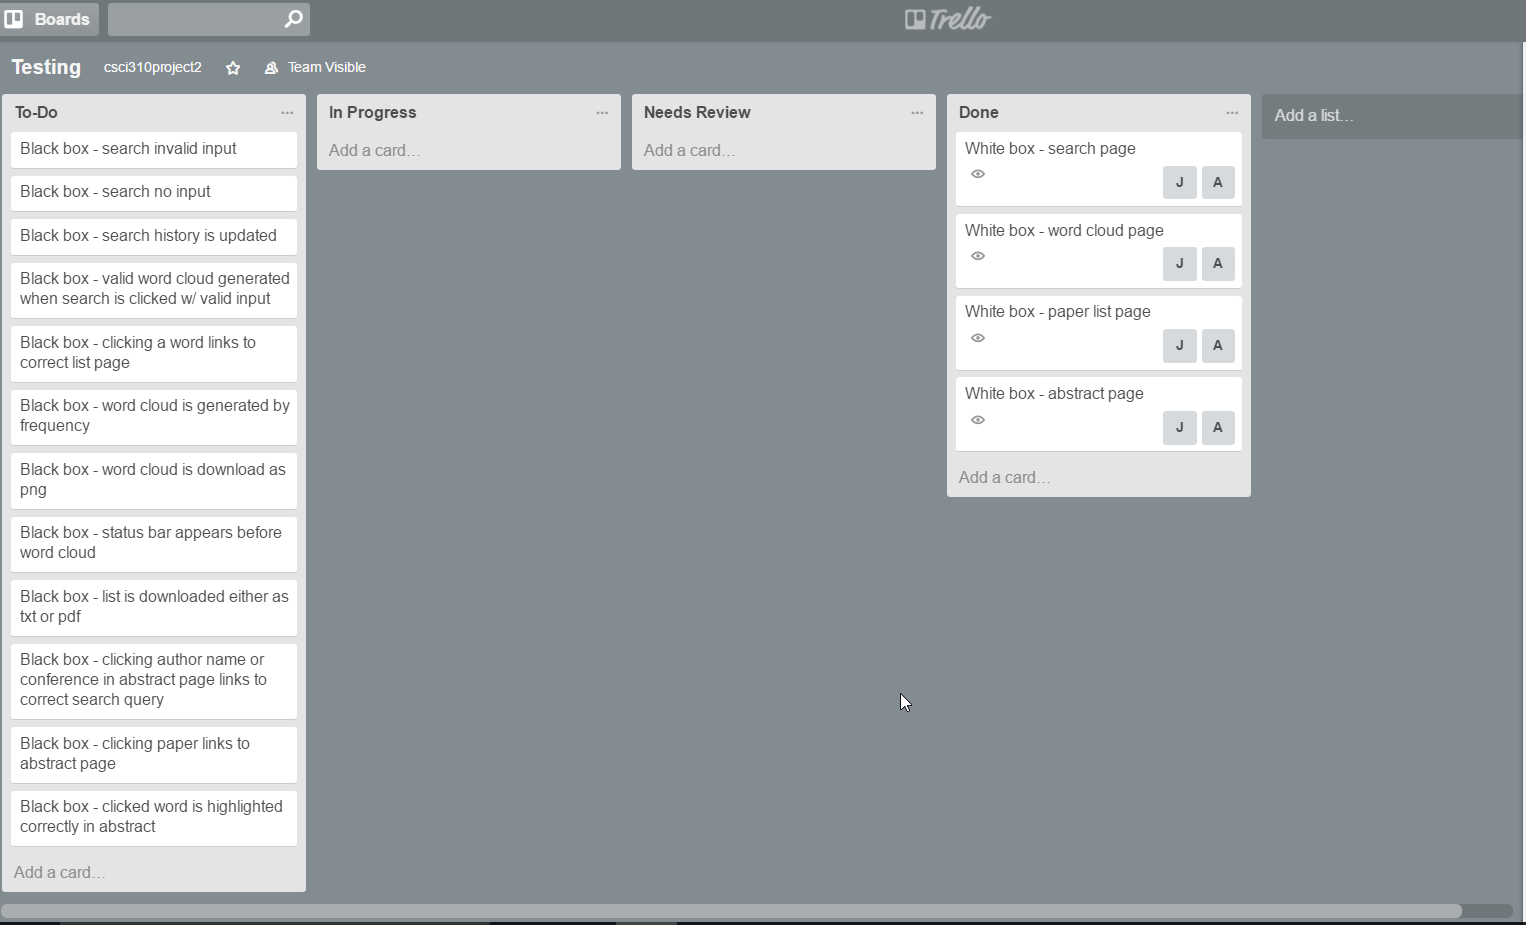 Boards
Trello
Testing csci310project2 Team Visible
To-Do
Black box - search invalid input
Black box - search no input
Black box - search history is updated
Black box - valid word cloud generated
when search is clicked w/ valid input
Black box - clicking a word links to
correct list page
Black box - word cloud is generated by
frequency
Black box - word cloud is download as
png
Black box - status bar appears before
word cloud
Black box - list is downloaded either as
txt or pdf
Black box - clicking author name or
conference in abstract page links to
correct search query
Black box - clicking paper links to
abstract page
Black box - clicked word is highlighted
correctly in abstract
Add a card…
In Progress
Add a card…
Needs Review
Add a card…
Done
White box - search page
J A
White box - word cloud page
J A
White box - paper list page
J A
White box - abstract page
J A
Add a card…
Add a list…